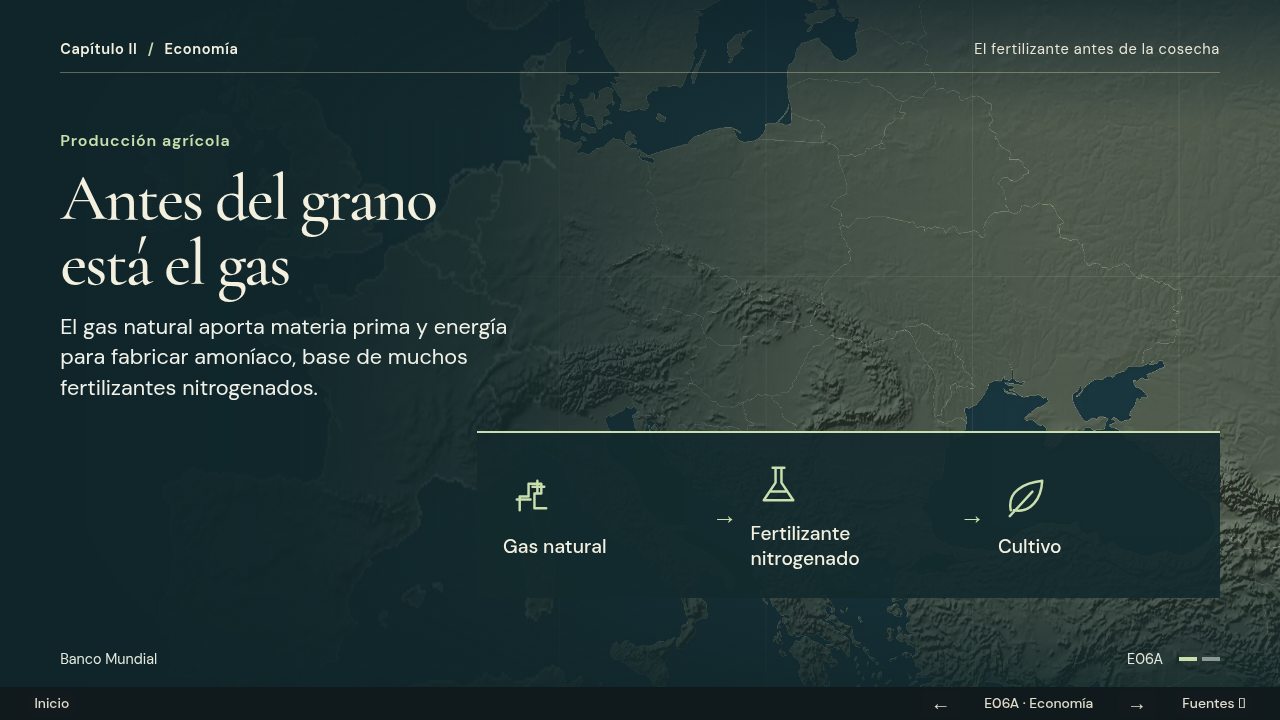 Capítulo II / Economía
El fertilizante antes de la cosecha
Producción agrícola
Antes del grano
está el gas
El gas natural aporta materia prima y energía
para fabricar amoníaco, base de muchos
fertilizantes nitrogenados.
Gas natural
→
Fertilizante
nitrogenado
→
Cultivo
Banco Mundial
E06A
Inicio
←
E06A · Economía
→
Fuentes